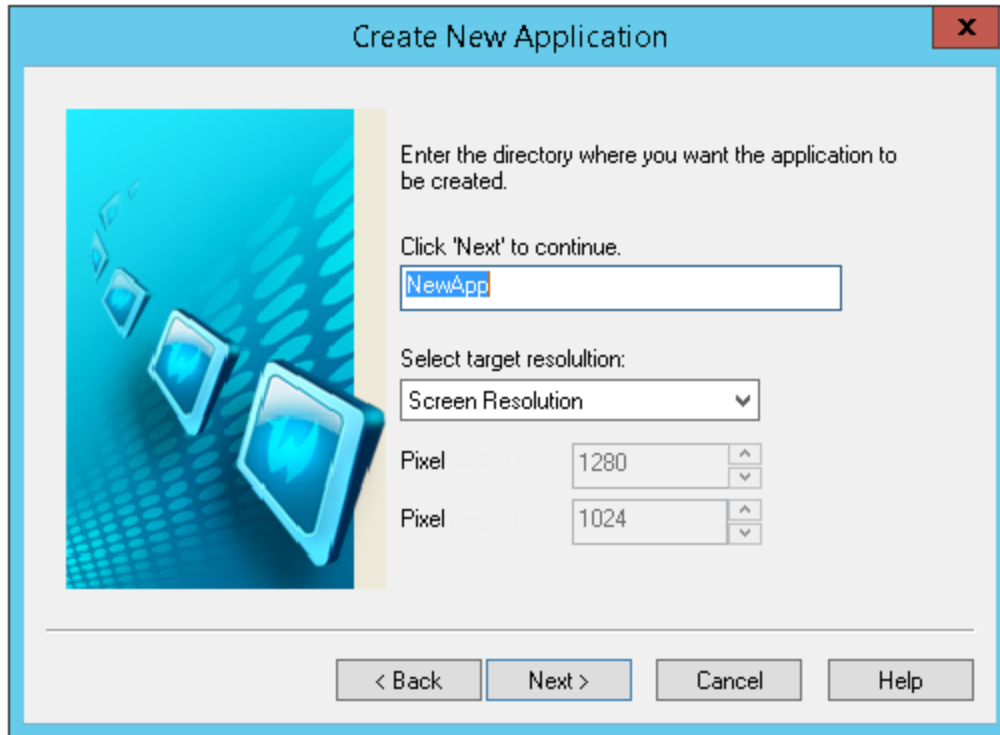 Create New Application
x
Enter the directory where you want the application to
be created.
Click 'Next' to continue.
NewApp
Select target resolultion:
Screen Resolution
Pixel 1280
Pixel 1024
< Back Next > Cancel Help